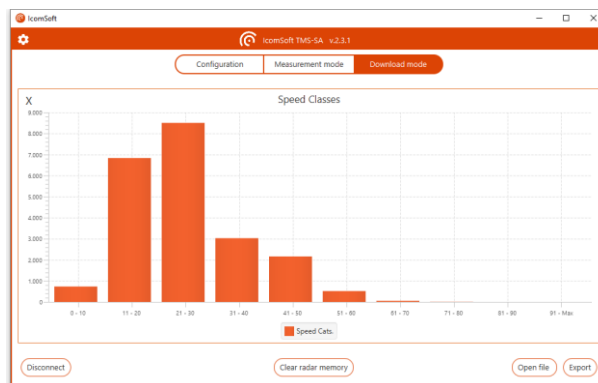 IcomSoft
IcomSoft TMS-SA v.2.3.1
Configuration Measurement mode Download mode
X
Speed Classes
9.000
8.000
7.000
6.000
5.000
4.000
3.000
2.000
1.000
0
0 - 10 11 - 20 21 - 30 31 - 40 41 - 50 51 - 60 61 - 70 71 - 80 81 - 90 91 - Max
Speed Cats.
Disconnect Clear radar memory Open file Export